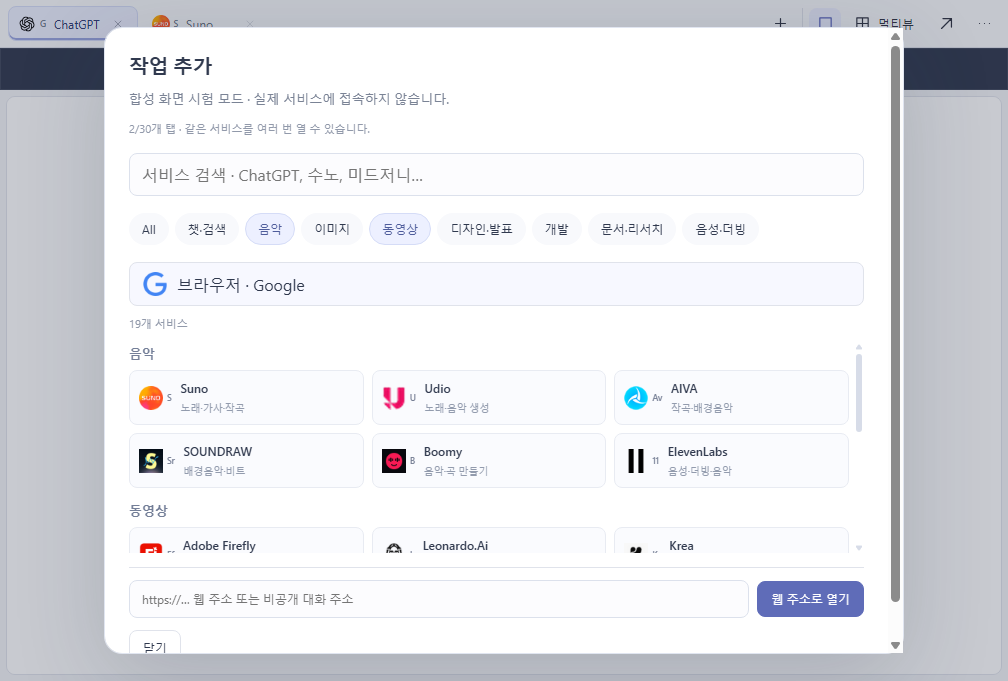 G ChatGPT
S Suno
멀티뷰
작업 추가
합성 화면 시험 모드 · 실제 서비스에 접속하지 않습니다.
2/30개 탭 · 같은 서비스를 여러 번 열 수 있습니다.
서비스 검색 · ChatGPT, 수노, 미드저니...
All 챗·검색 음악 이미지 동영상 디자인·발표 개발 문서·리서치 음성·더빙
브라우저 · Google
19개 서비스
음악
SUNO S Suno
노래·가사·작곡
U Udio
노래·음악 생성
Av AIVA
작곡·배경음악
S Sr SOUNDRAW
배경음악·비트
B Boomy
음악·곡 만들기
11 ElevenLabs
음성·더빙·음악
동영상
Adobe Firefly
Leonardo.Ai
Krea
https://... 웹 주소 또는 비공개 대화 주소
웹 주소로 열기
닫기